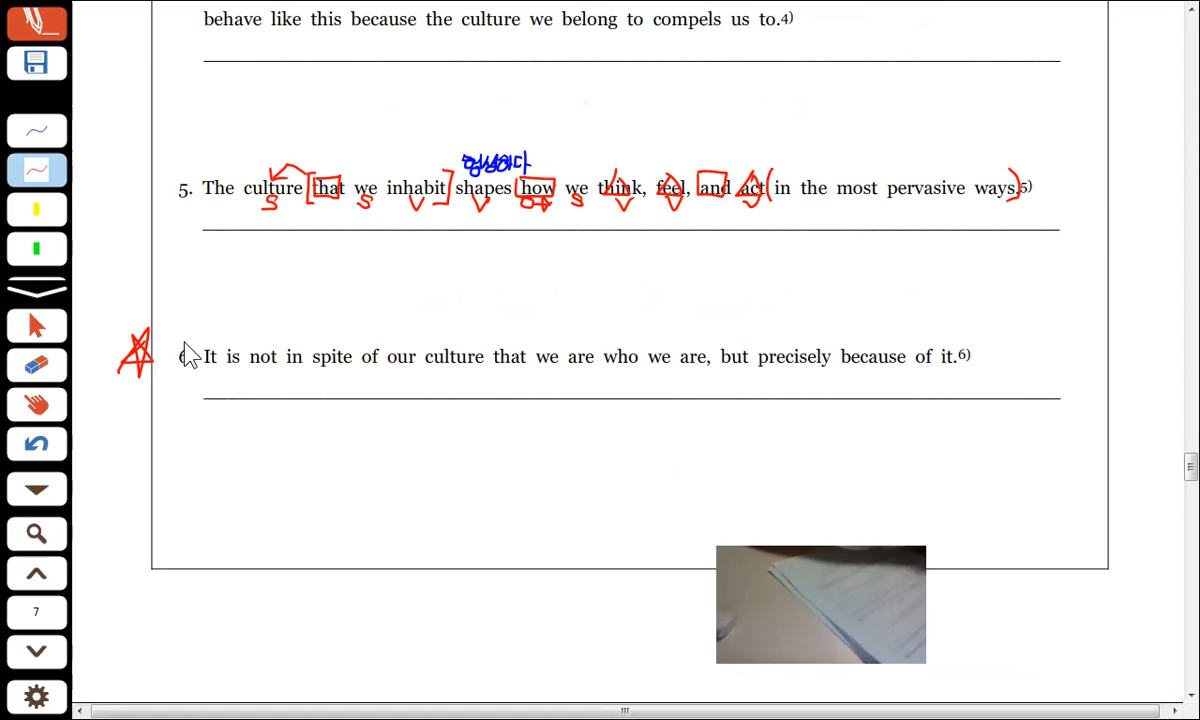 behave like this because the culture we belong to compels us to.4)
형성하다
5. The culture that we inhabit shapes how we think, feel, and act in the most pervasive ways.5)
S S V V O S V V V
6. It is not in spite of our culture that we are who we are, but precisely because of it.6)
7